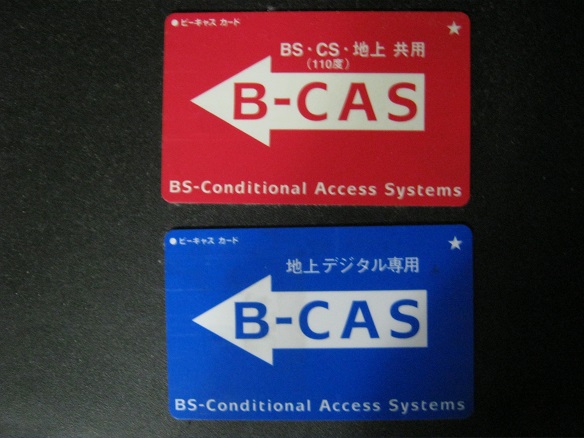 ● ビーキャス カード ★
BS・CS・地上 共用
（110度）
B-CAS
BS-Conditional Access Systems
● ビーキャス カード ★
地上デジタル専用
B-CAS
BS-Conditional Access Systems